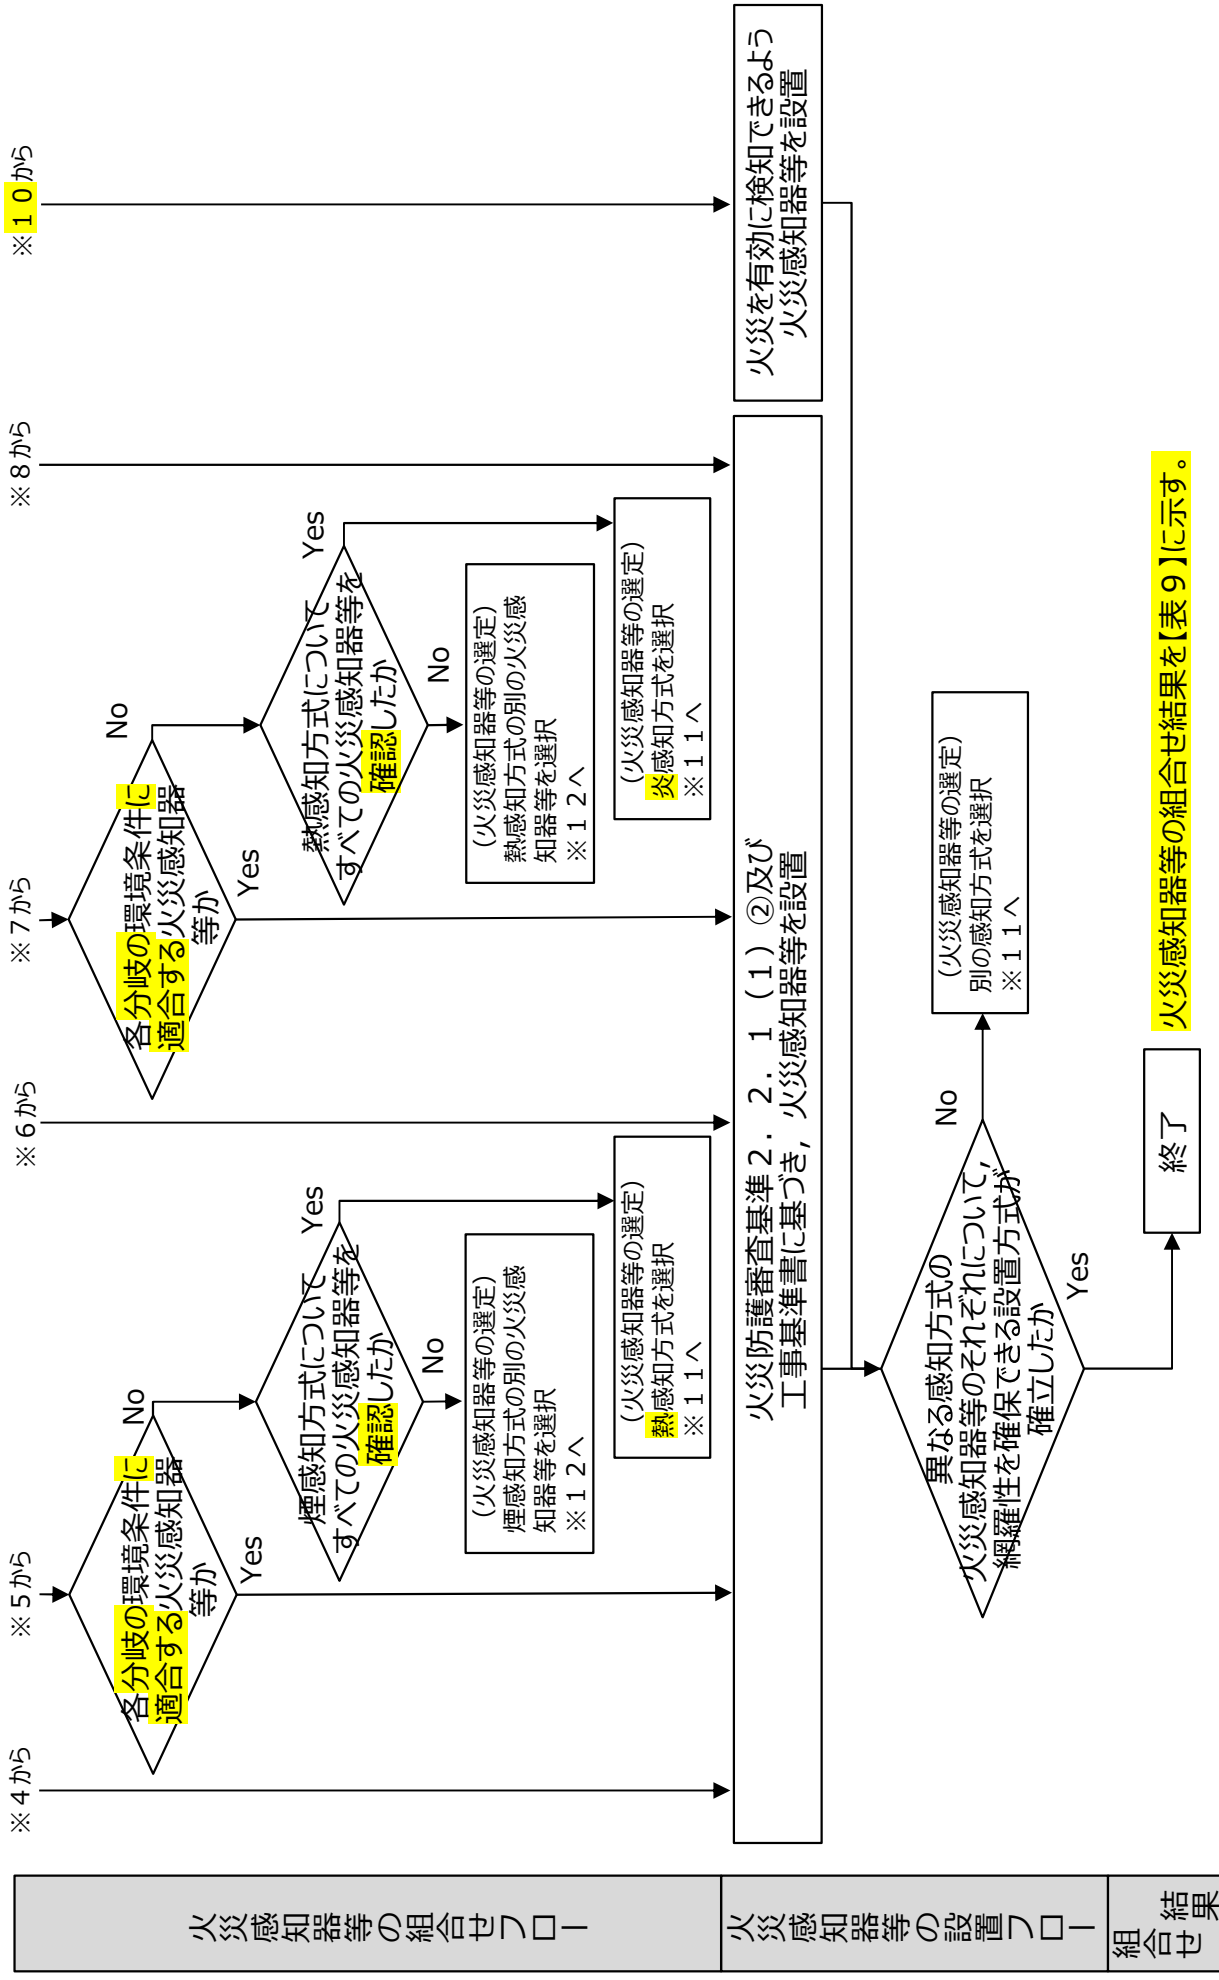 火災感知器等の組合せフロー
火災感知器等の設置フロー
組合せ結果
※４から
※５から
※６から
※７から
※８から
※１０から
各分岐の環境条件に
適合する火災感知器
等か
No
Yes
煙感知方式について
すべての火災感知器等を
確認したか
Yes
No
(火災感知器等の選定)
煙感知方式の別の火災感
知器等を選択
※１２へ
(火災感知器等の選定)
熱感知方式を選択
※１１へ
各分岐の環境条件に
適合する火災感知器
等か
No
Yes
熱感知方式について
すべての火災感知器等を
確認したか
Yes
No
(火災感知器等の選定)
熱感知方式の別の火災感
知器等を選択
※１２へ
(火災感知器等の選定)
炎感知方式を選択
※１１へ
火災防護審査基準２．２．１（１）②及び
工事基準書に基づき，火災感知器等を設置
火災を有効に検知できるよう
火災感知器等を設置
異なる感知方式の
火災感知器等のそれぞれについて，
網羅性を確保できる設置方式が
確立したか
No
Yes
(火災感知器等の選定)
別の感知方式を選択
※１１へ
終了
火災感知器等の組合せ結果を【表９】に示す。